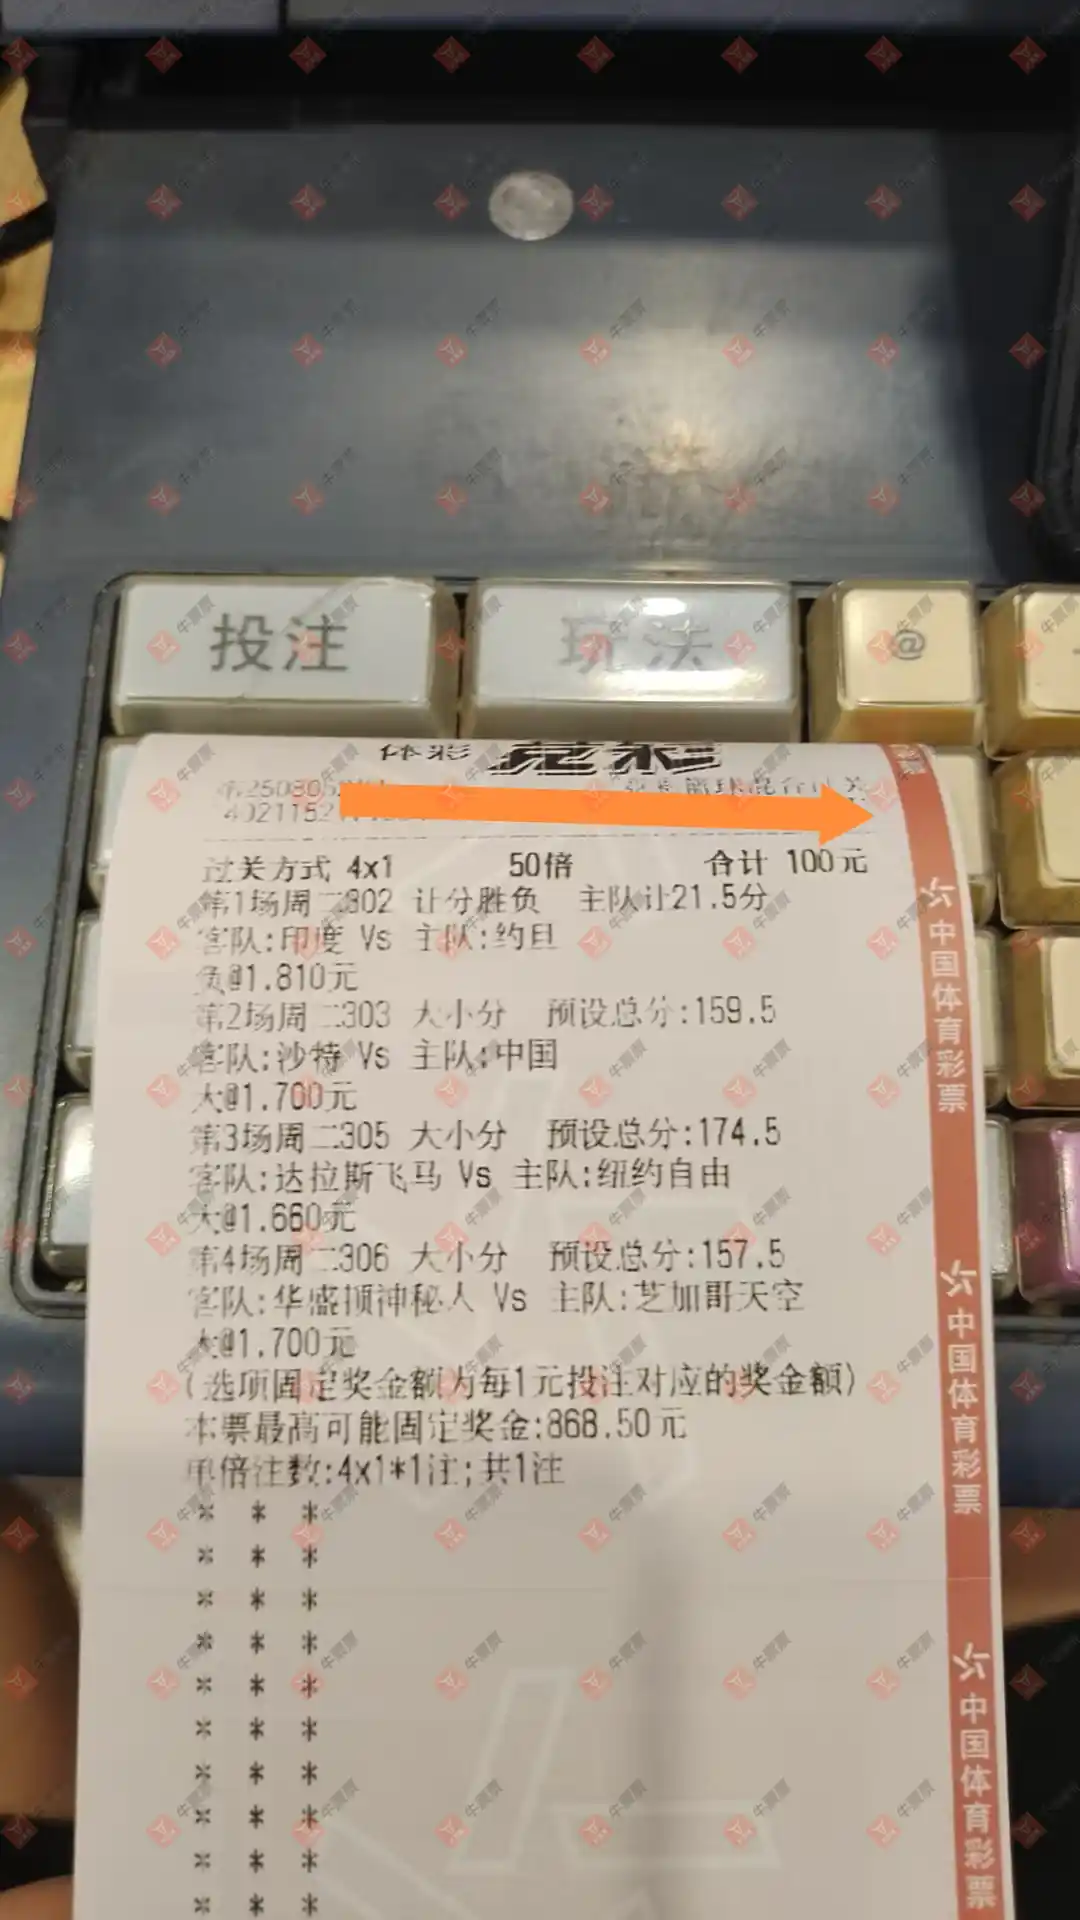 投注
玩法
@
体彩 竞彩
过关方式 4x1 50倍 合计 100元
第1场周二302 让分胜负 主队让21.5分
客队:印度 Vs 主队:约旦
负@1.810元
第2场周二303 大小分 预设总分:159.5
客队:沙特 Vs 主队:中国
大@1.700元
第3场周二305 大小分 预设总分:174.5
客队:达拉斯飞马 Vs 主队:纽约自由
大@1.660元
第4场周二306 大小分 预设总分:157.5
客队:华盛顿神秘人 Vs 主队:芝加哥天空
大@1.700元
(选项固定奖金额为每1元投注对应的奖金额)
本票最高可能固定奖金:868.50元
单倍注数:4x1*1注;共1注
* * *
* * *
* * *
* * *
* * *
* * *
* * *
* * *
* * *
* * *
中国体育彩票
中国体育彩票
中国体育彩票
牛票票